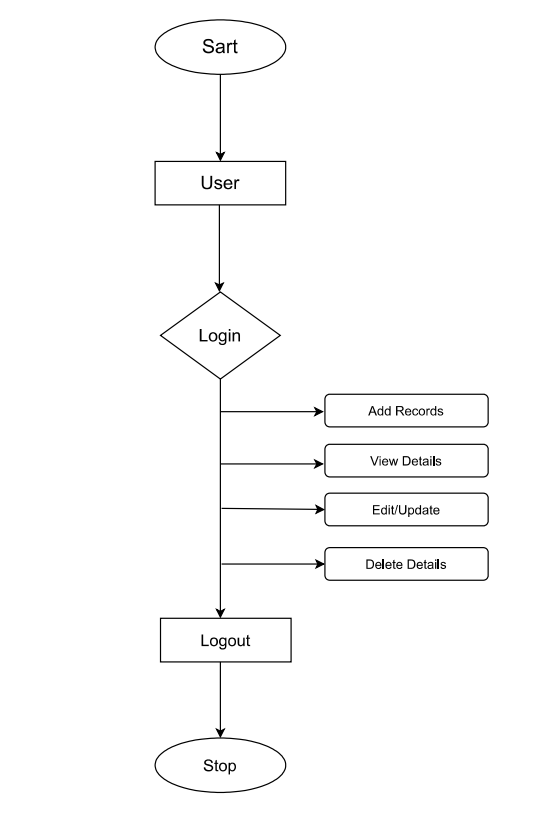 Sart
User
Login
Add Records
View Details
Edit/Update
Delete Details
Logout
Stop